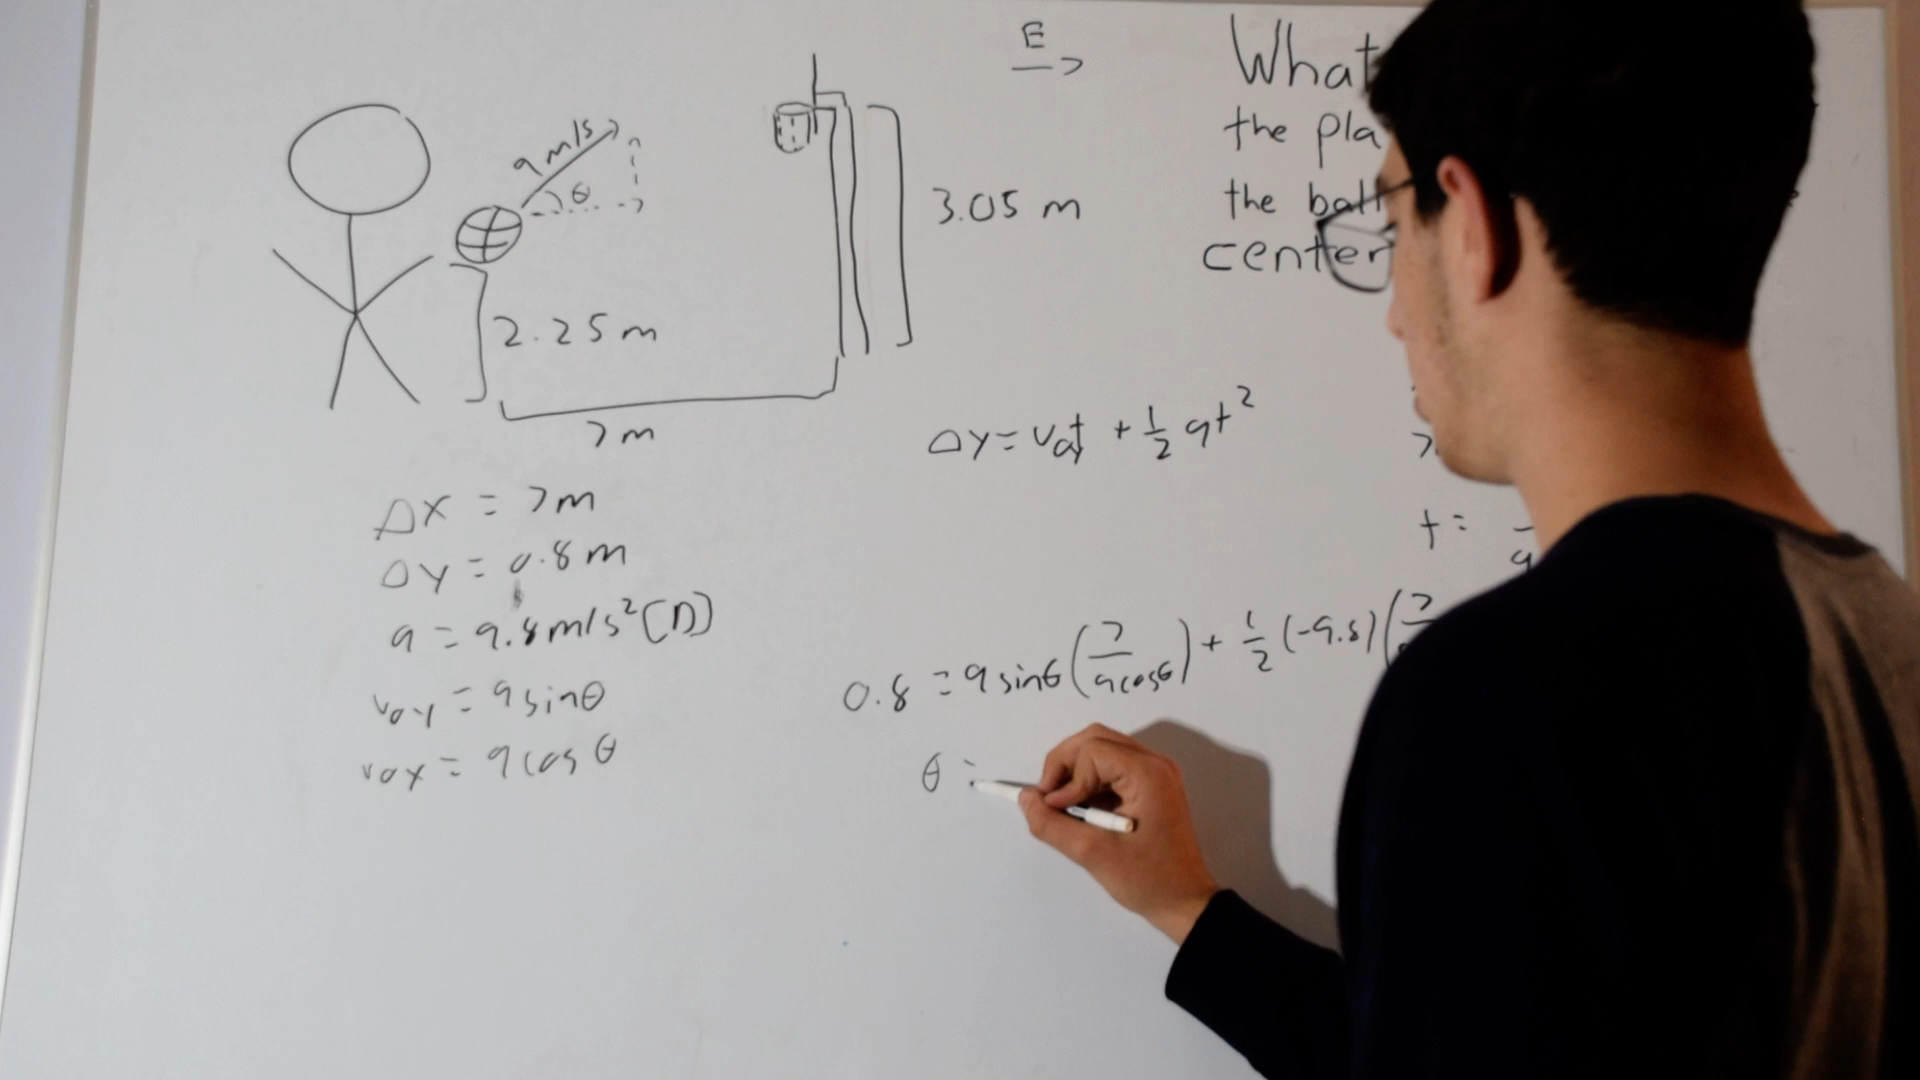 E
What
the pla
the ball
center
9 m/s
θ
3.05 m
2.25 m
7m
Δy = v₀yt + ½ at²
ΔX = 7m
Δy = 0.8 m
a = 9.8 m/s² [D]
v₀y = 9 sinθ
v₀x = 9 cos θ
t =
0.8 = 9 sinθ (7/9cosθ) + ½ (-9.8) (7
θ =